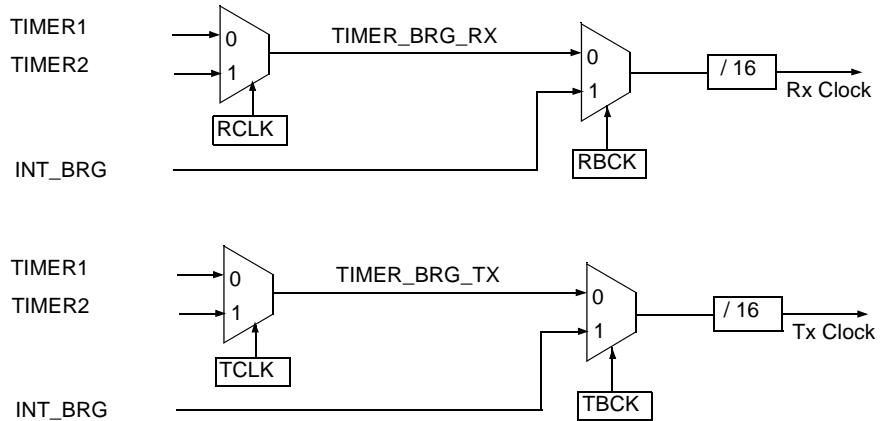 TIMER1
0
TIMER_BRG_RX
0
/ 16
TIMER2
1
1
Rx Clock
RCLK
RBCK
INT_BRG
TIMER1
0
TIMER_BRG_TX
0
/ 16
TIMER2
1
1
Tx Clock
TCLK
TBCK
INT_BRG